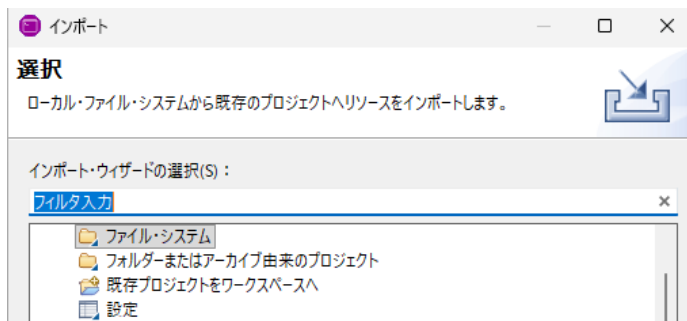 インポート
選択
ローカル・ファイル・システムから既存のプロジェクトへリソースをインポートします。
インポート・ウィザードの選択(S)：
フィルタ入力
ファイル・システム
フォルダーまたはアーカイブ由来のプロジェクト
既存プロジェクトをワークスペースへ
設定